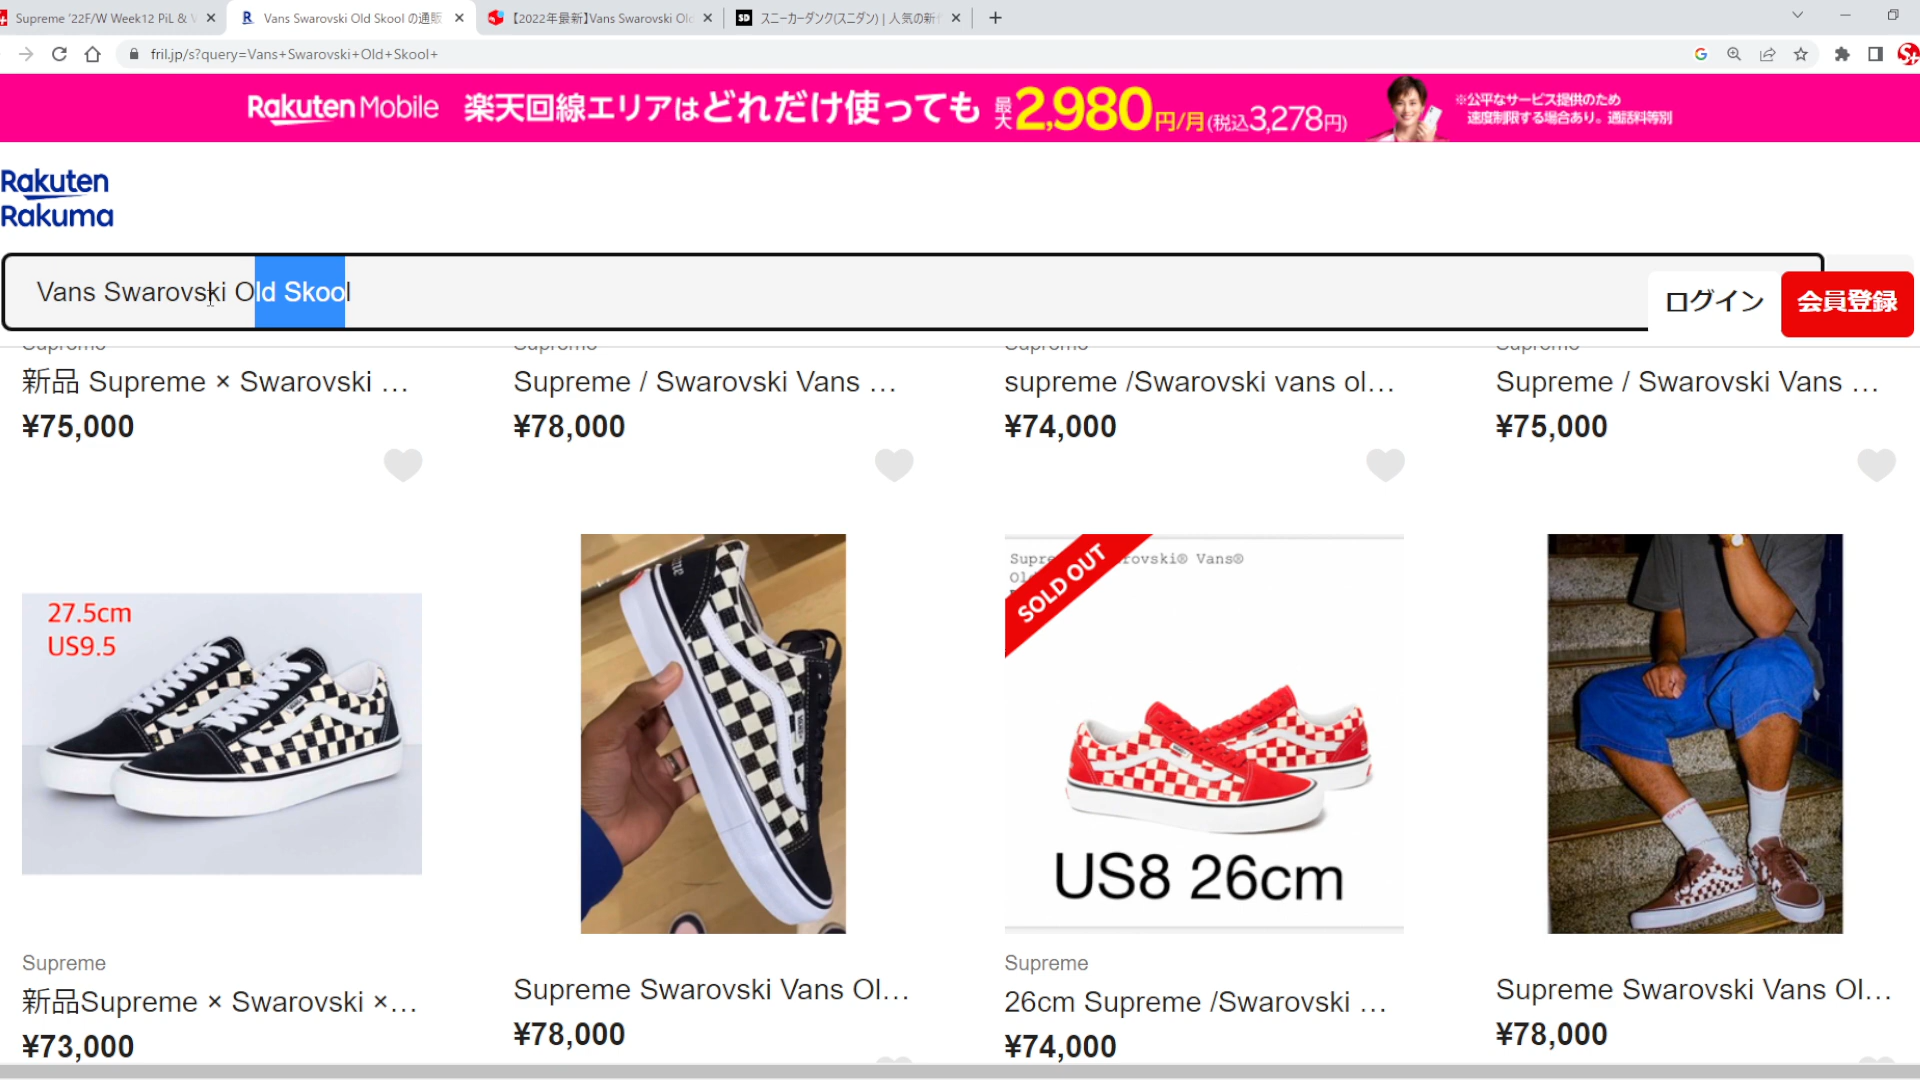 Supreme '22F/W Week12 PiL & V
Vans Swarovski Old Skool の通販
【2022年最新】Vans Swarovski Old
SD スニーカーダンク(スニダン) | 人気の新
fril.jp/s?query=Vans+Swarovski+Old+Skool+
Rakuten Mobile 楽天回線エリアはどれだけ使っても 最大2,980円/月(税込3,278円)
※公平なサービス提供のため
速度制限する場合あり。通話料等別
Rakuten
Rakuma
Vans Swarovski Old Skool
ログイン 会員登録
Supreme Supreme Supreme Supreme
新品 Supreme × Swarovski …
¥75,000
Supreme / Swarovski Vans …
¥78,000
supreme /Swarovski vans ol…
¥74,000
Supreme / Swarovski Vans …
¥75,000
27.5cm
US9.5
SOLD OUT
US8 26cm
Supreme
新品Supreme × Swarovski ×…
¥73,000
Supreme Swarovski Vans Ol…
¥78,000
Supreme
26cm Supreme /Swarovski …
¥74,000
Supreme Swarovski Vans Ol…
¥78,000